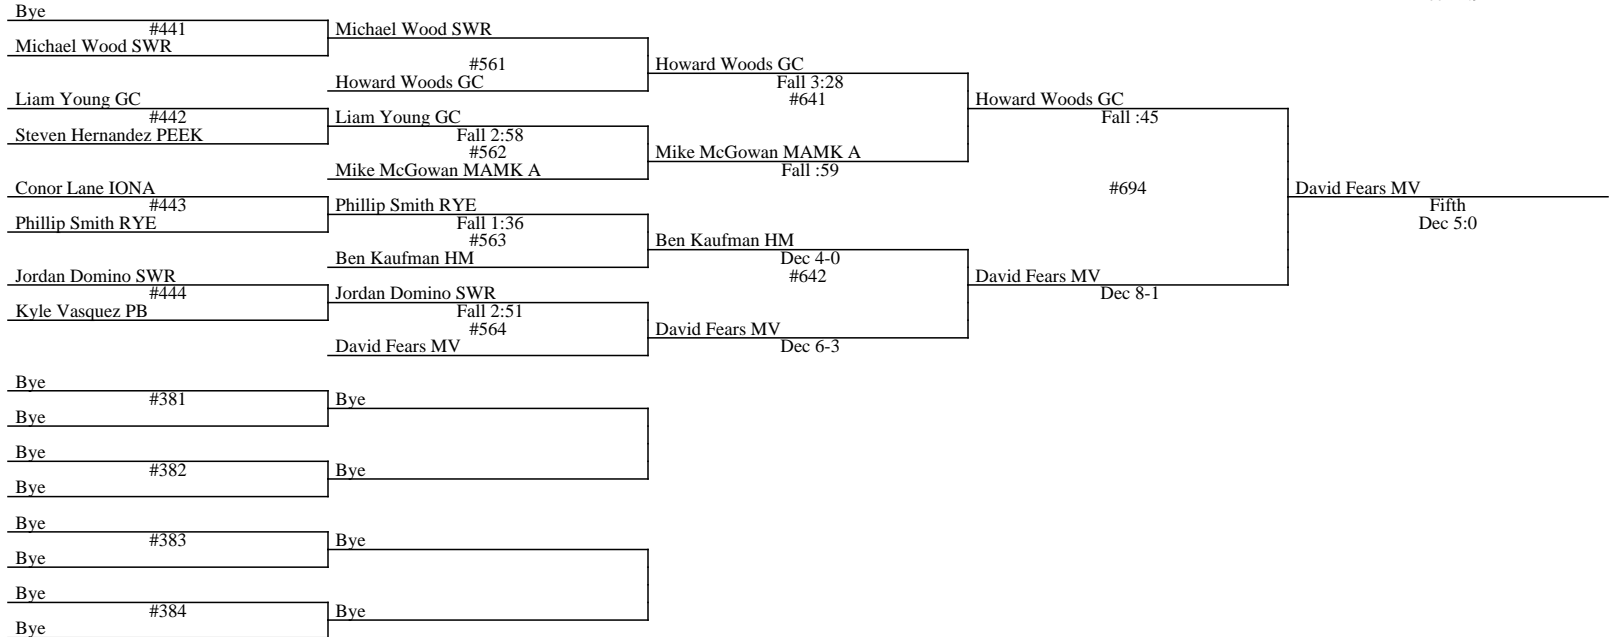 Bye
#441
Michael Wood SWR
Michael Wood SWR
#561
Howard Woods GC
Howard Woods GC
Fall 3:28
#641
Liam Young GC
#442
Steven Hernandez PEEK
Liam Young GC
Fall 2:58
#562
Mike McGowan MAMK A
Mike McGowan MAMK A
Fall :59
Howard Woods GC
Fall :45
#694
Conor Lane IONA
#443
Phillip Smith RYE
Phillip Smith RYE
Fall 1:36
#563
Ben Kaufman HM
Ben Kaufman HM
Dec 4-0
#642
Jordan Domino SWR
#444
Kyle Vasquez PB
Jordan Domino SWR
Fall 2:51
#564
David Fears MV
David Fears MV
Dec 6-3
David Fears MV
Dec 8-1
David Fears MV
Fifth
Dec 5:0
Bye
#381
Bye
Bye
Bye
#382
Bye
Bye
Bye
#383
Bye
Bye
Bye
#384
Bye
Bye